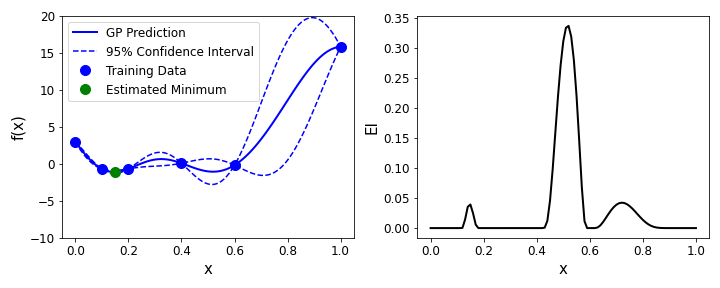 20
15
10
5
0
−5
−10
f(x)
GP Prediction
95% Confidence Interval
Training Data
Estimated Minimum
0.0 0.2 0.4 0.6 0.8 1.0
x
0.35
0.30
0.25
0.20
0.15
0.10
0.05
0.00
EI
0.0 0.2 0.4 0.6 0.8 1.0
x